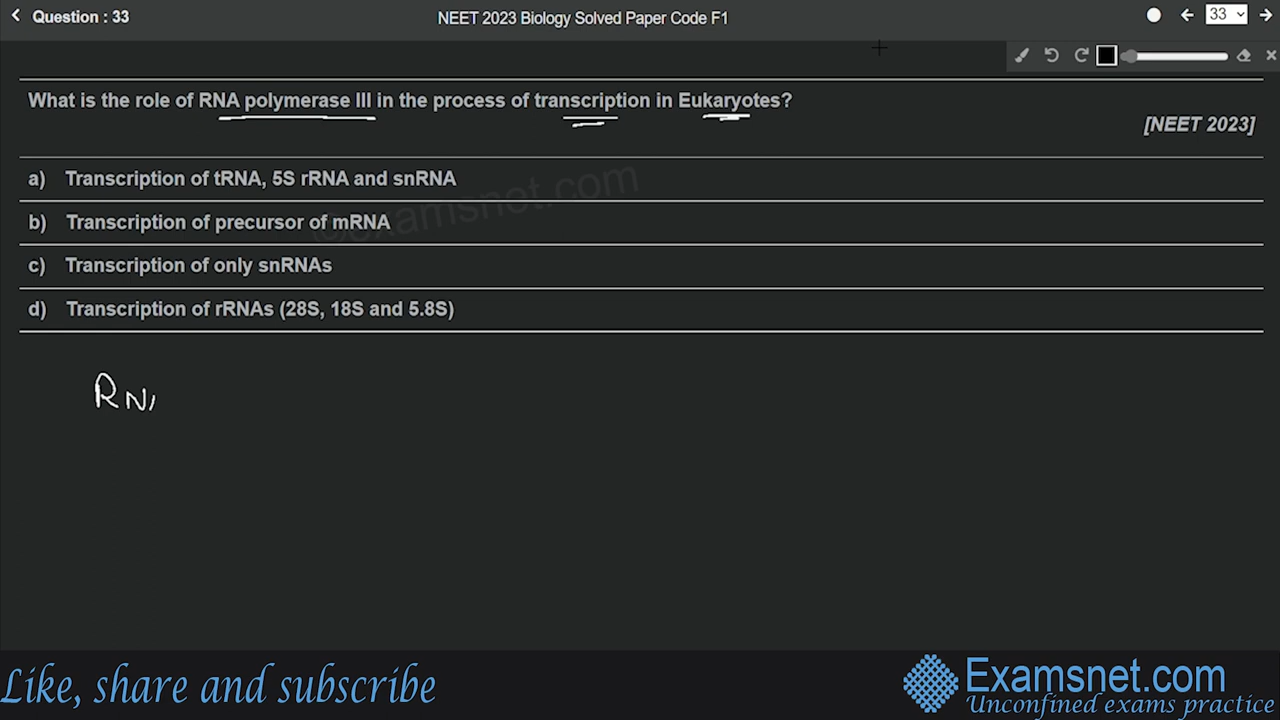 Question : 33
NEET 2023 Biology Solved Paper Code F1
33
What is the role of RNA polymerase III in the process of transcription in Eukaryotes?
[NEET 2023]
a) Transcription of tRNA, 5S rRNA and snRNA
b) Transcription of precursor of mRNA
c) Transcription of only snRNAs
d) Transcription of rRNAs (28S, 18S and 5.8S)
©examsnet.com
RN
Like, share and subscribe
Examsnet.com
Unconfined exams practice